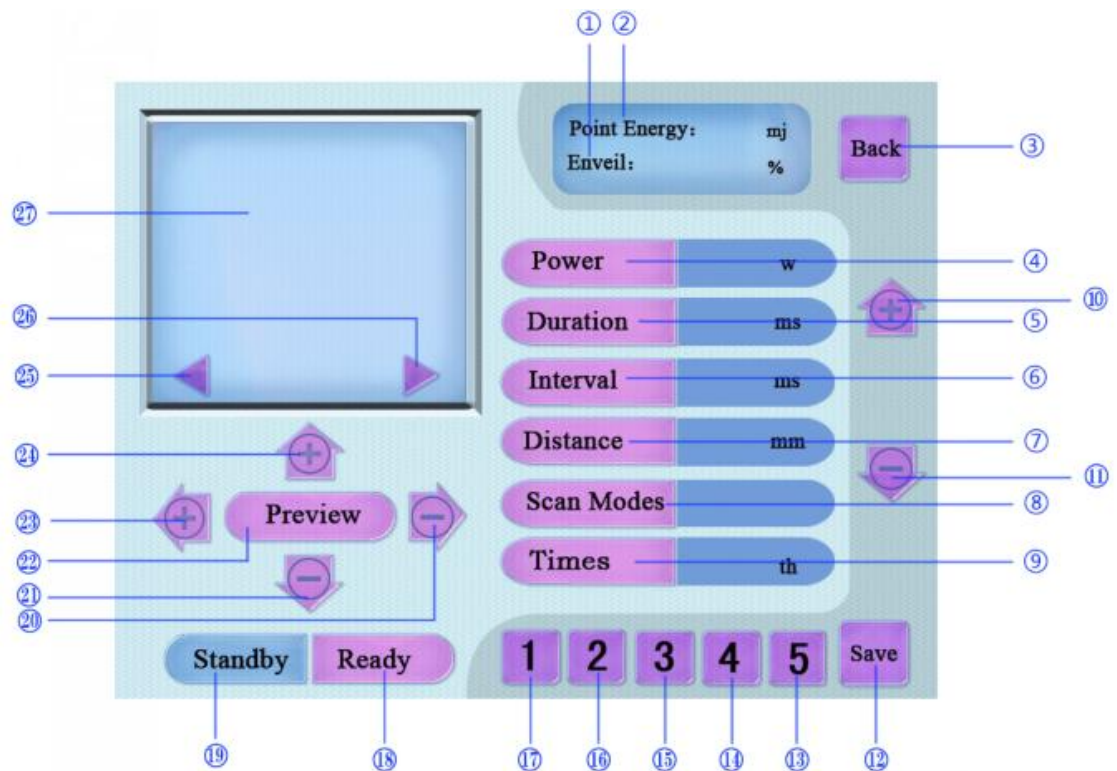 ① ②
Point Energy: mj
Enveil: %
Back ③
㉗
Power w ④
⑩
Duration ms ⑤
㉖
㉕
Interval ms ⑥
Distance mm ⑦
㉔
⑪
Scan Modes ⑧
㉓
Preview
㉒
Times th ⑨
㉑
⑳
Standby Ready
1 2 3 4 5 Save
⑲ ⑱ ⑰ ⑯ ⑮ ⑭ ⑬ ⑫